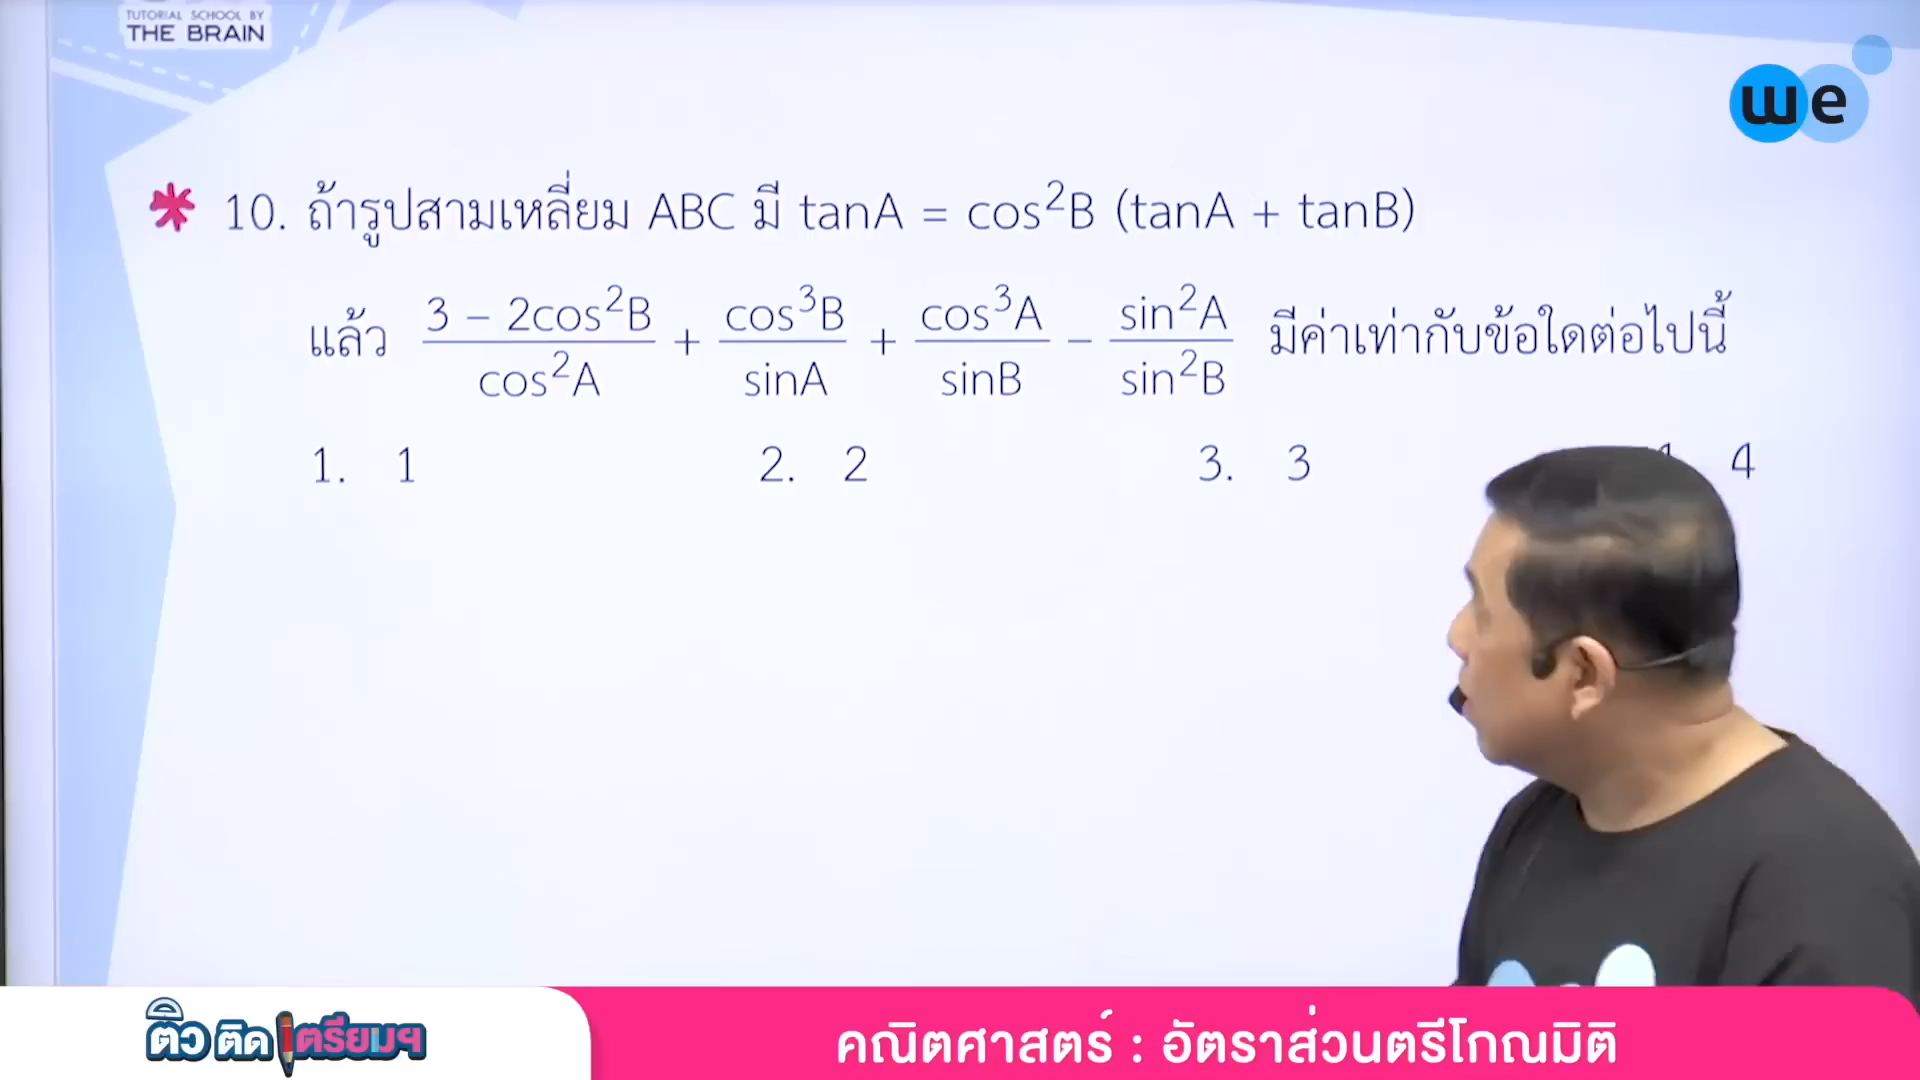 TUTORIAL SCHOOL BY
THE BRAIN
we
10. ถ้ารูปสามเหลี่ยม ABC มี tanA = cos²B (tanA + tanB)
แล้ว (3 – 2cos²B)/(cos²A) + (cos³B)/(sinA) + (cos³A)/(sinB) – (sin²A)/(sin²B) มีค่าเท่ากับข้อใดต่อไปนี้
1. 1 2. 2 3. 3 4
ติว ติด เตรียมฯ
คณิตศาสตร์ : อัตราส่วนตรีโกณมิติ